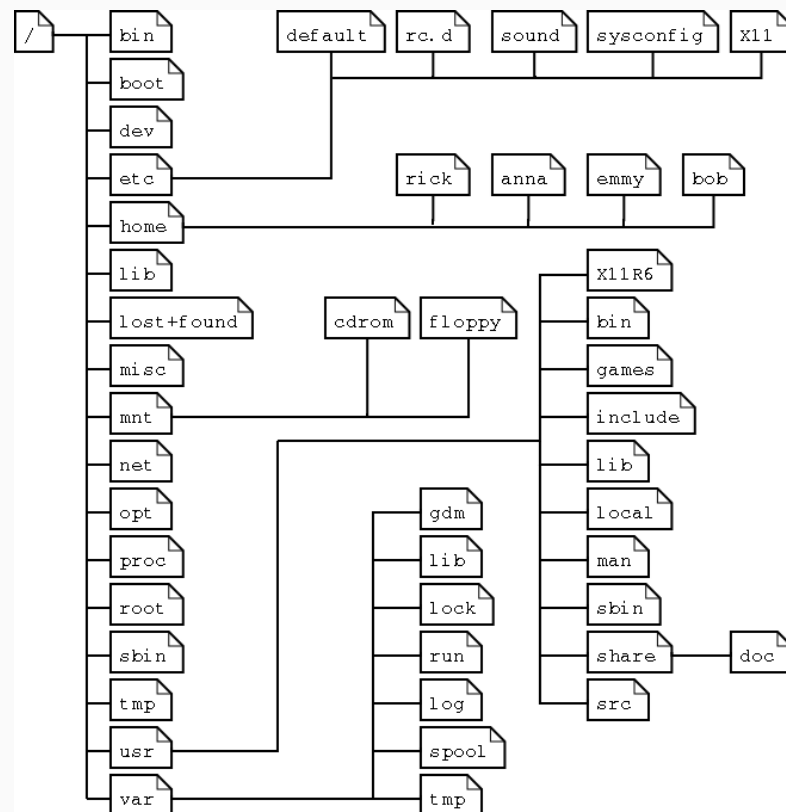 / bin default rc.d sound sysconfig X11
boot
dev
etc rick anna emmy bob
home
lib X11R6
lost+found cdrom floppy bin
misc games
mnt include
net lib
opt gdm local
proc lib man
root lock sbin
sbin run share doc
tmp log src
usr spool
var tmp